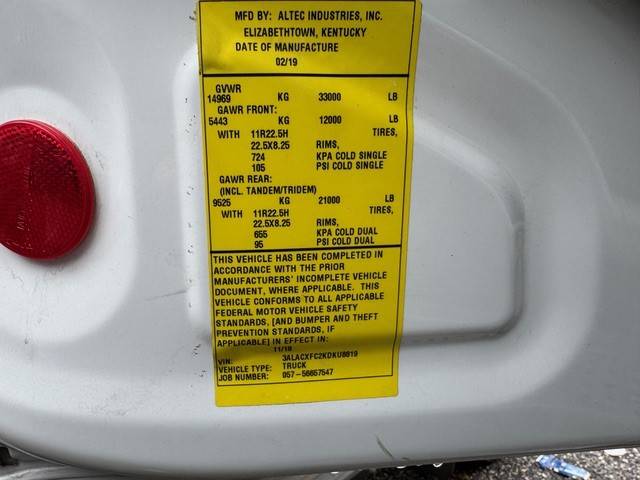 MFD BY: ALTEC INDUSTRIES, INC.
ELIZABETHTOWN, KENTUCKY
DATE OF MANUFACTURE
02/19
GVWR
14969 KG 33000 LB
GAWR FRONT:
5443 KG 12000 LB
WITH 11R22.5H TIRES,
22.5X8.25 RIMS,
724 KPA COLD SINGLE
105 PSI COLD SINGLE
GAWR REAR:
(INCL. TANDEM/TRIDEM)
9525 KG 21000 LB
WITH 11R22.5H TIRES,
22.5X8.25 RIMS,
655 KPA COLD DUAL
95 PSI COLD DUAL
THIS VEHICLE HAS BEEN COMPLETED IN
ACCORDANCE WITH THE PRIOR
MANUFACTURERS' INCOMPLETE VEHICLE
DOCUMENT, WHERE APPLICABLE. THIS
VEHICLE CONFORMS TO ALL APPLICABLE
FEDERAL MOTOR VEHICLE SAFETY
STANDARDS, [AND BUMPER AND THEFT
PREVENTION STANDARDS, IF
APPLICABLE] IN EFFECT IN:
11/18
VIN: 3ALACXFC2KDKU8819
VEHICLE TYPE: TRUCK
JOB NUMBER: 057-56657547